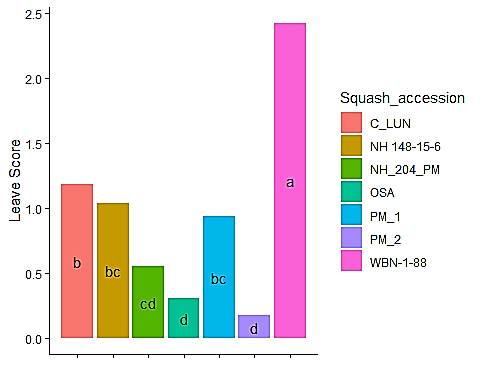 2.5
2.0
1.5
1.0
0.5
0.0
Leave Score
b
bc
cd
d
bc
d
a
Squash_accession
C_LUN
NH 148-15-6
NH_204_PM
OSA
PM_1
PM_2
WBN-1-88